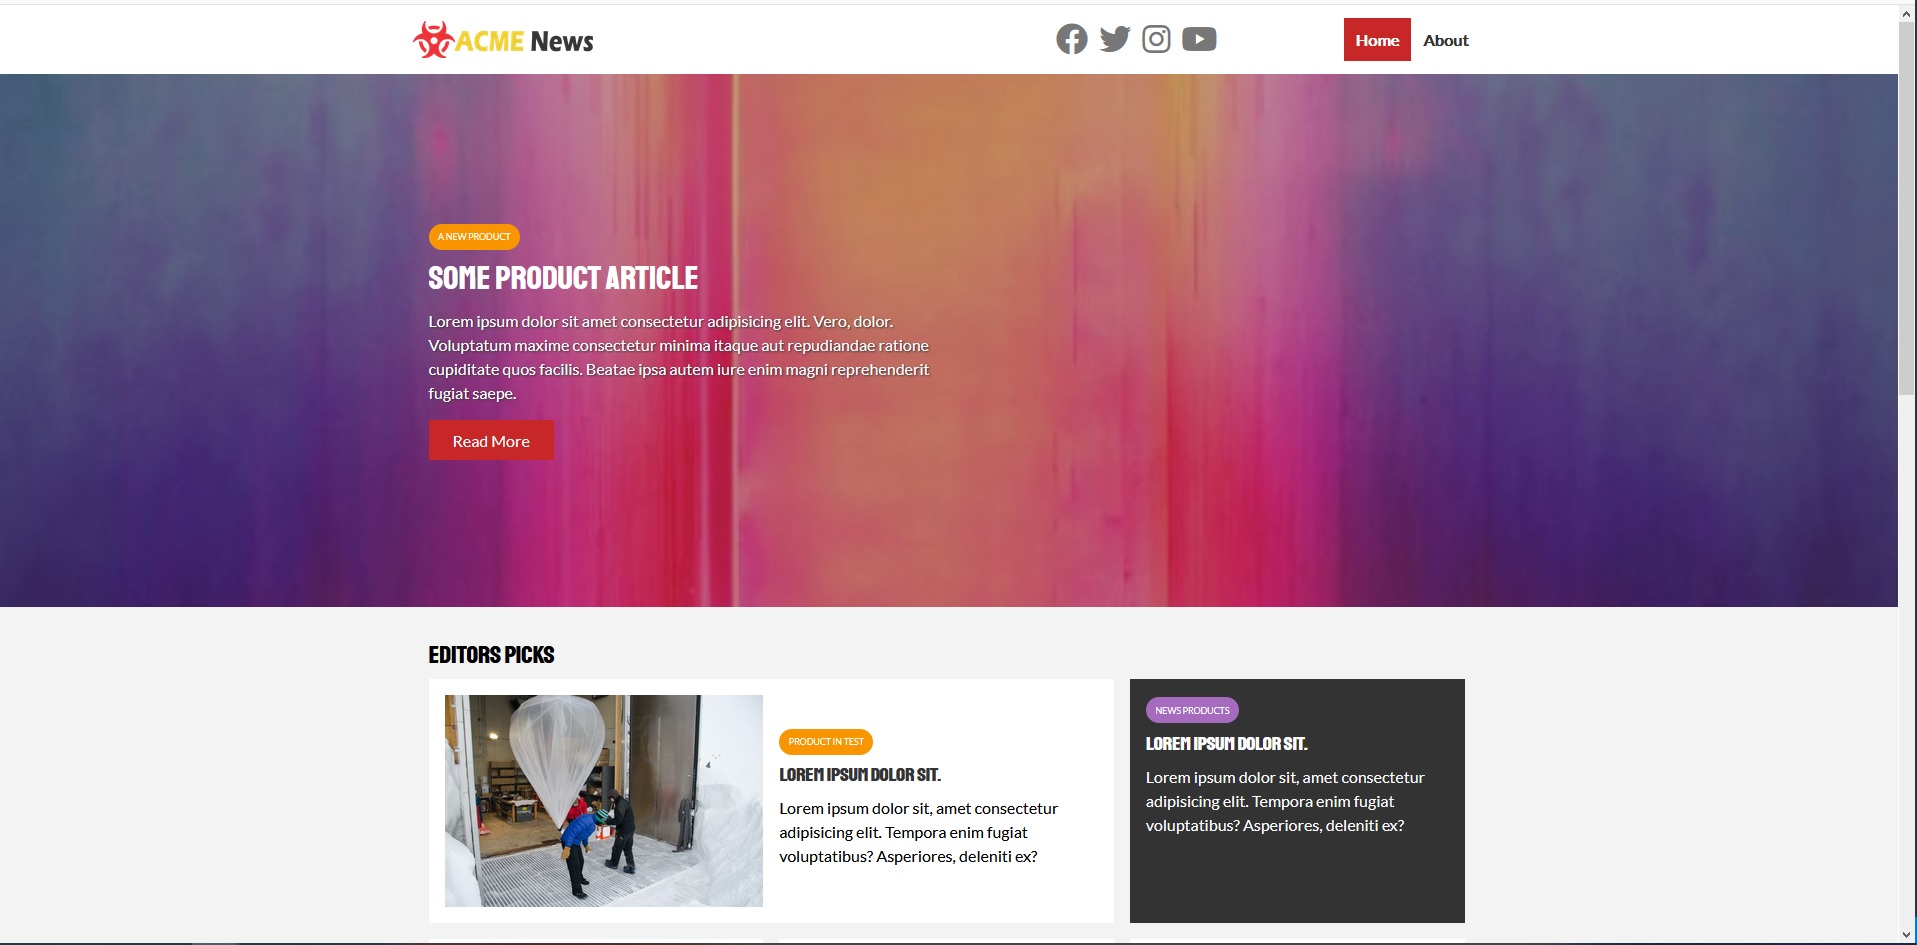 ACME News
Home
About
A NEW PRODUCT
SOME PRODUCT ARTICLE
Lorem ipsum dolor sit amet consectetur adipisicing elit. Vero, dolor.
Voluptatum maxime consectetur minima itaque aut repudiandae ratione
cupiditate quos facilis. Beatae ipsa autem iure enim magni reprehenderit
fugiat saepe.
Read More
EDITORS PICKS
PRODUCT IN TEST
LOREM IPSUM DOLOR SIT.
Lorem ipsum dolor sit, amet consectetur
adipisicing elit. Tempora enim fugiat
voluptatibus? Asperiores, deleniti ex?
NEWS PRODUCTS
LOREM IPSUM DOLOR SIT.
Lorem ipsum dolor sit, amet consectetur
adipisicing elit. Tempora enim fugiat
voluptatibus? Asperiores, deleniti ex?